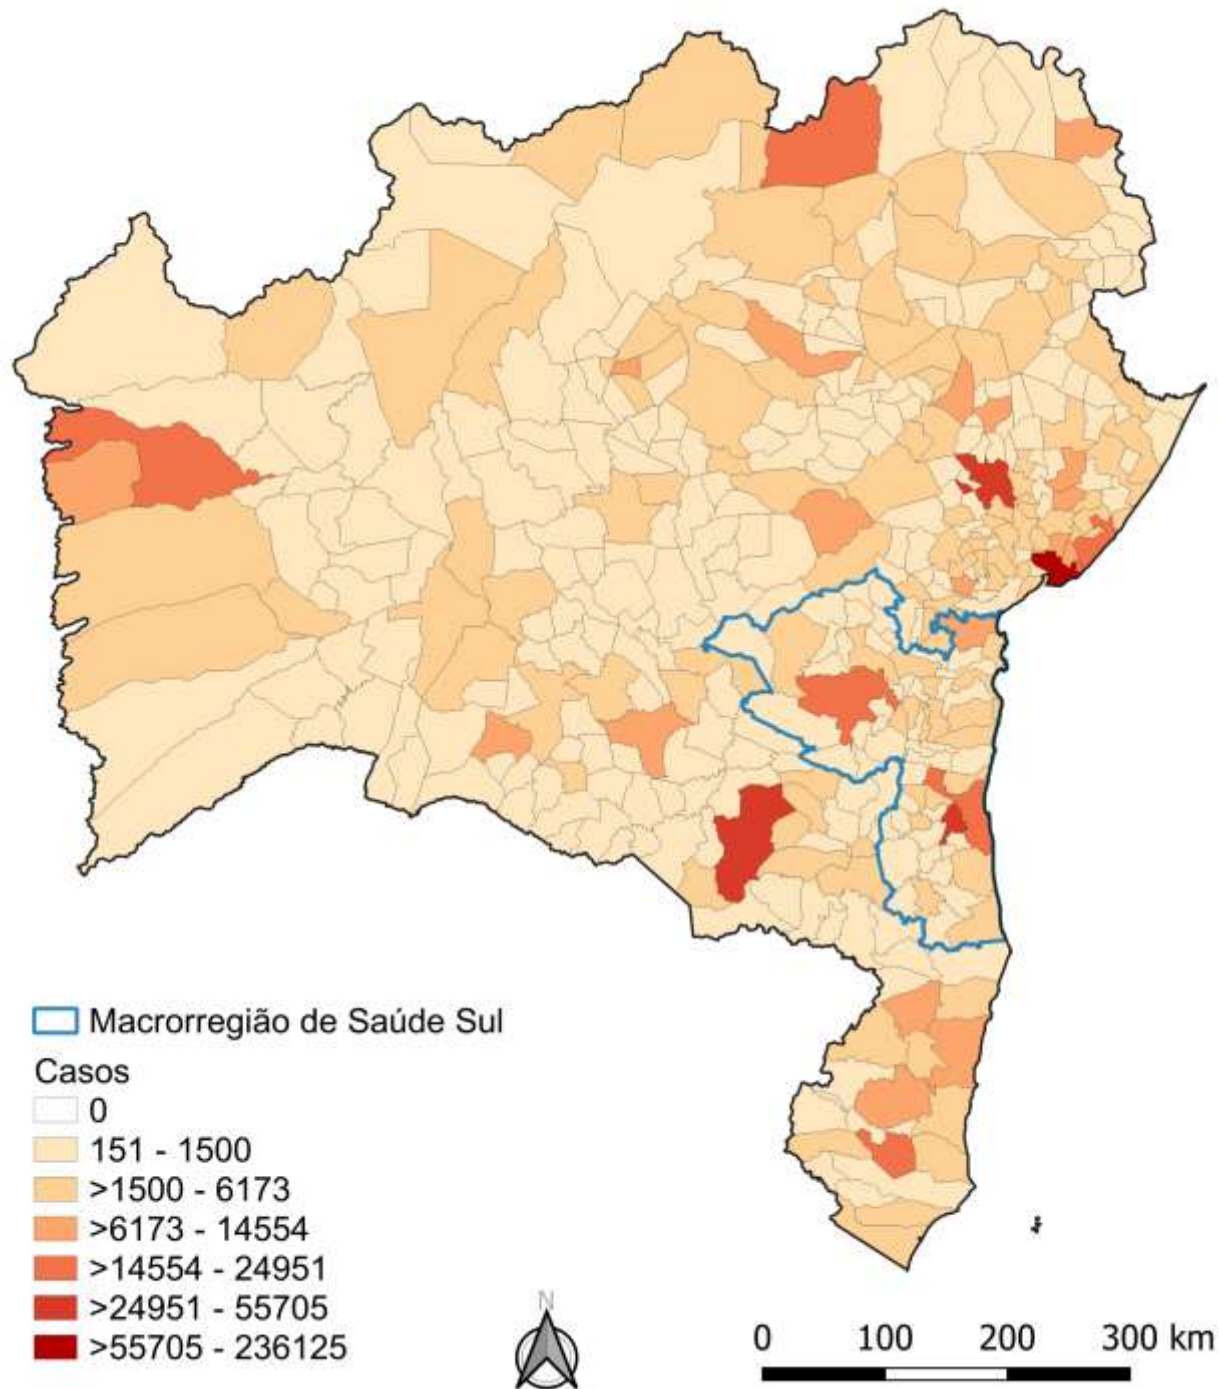 Macrorregião de Saúde Sul
Casos
0
151 - 1500
>1500 - 6173
>6173 - 14554
>14554 - 24951
>24951 - 55705
>55705 - 236125
N
0 100 200 300 km